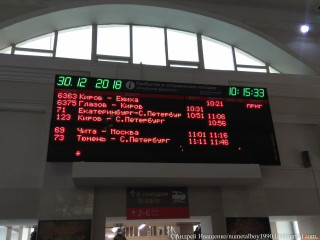 30.12 2018 10:15:33
6363 Киров - Ежиха 10:21
6375 Глазов - Киров 10:31 приг
71 Екатеринбург-С.Петербург 10:51 11:06
123 Киров - С.Петербург 10:56
69 Чита - Москва 11:01 11:16
73 Тюмень - С.Петербург 11:11 11:46
2-6